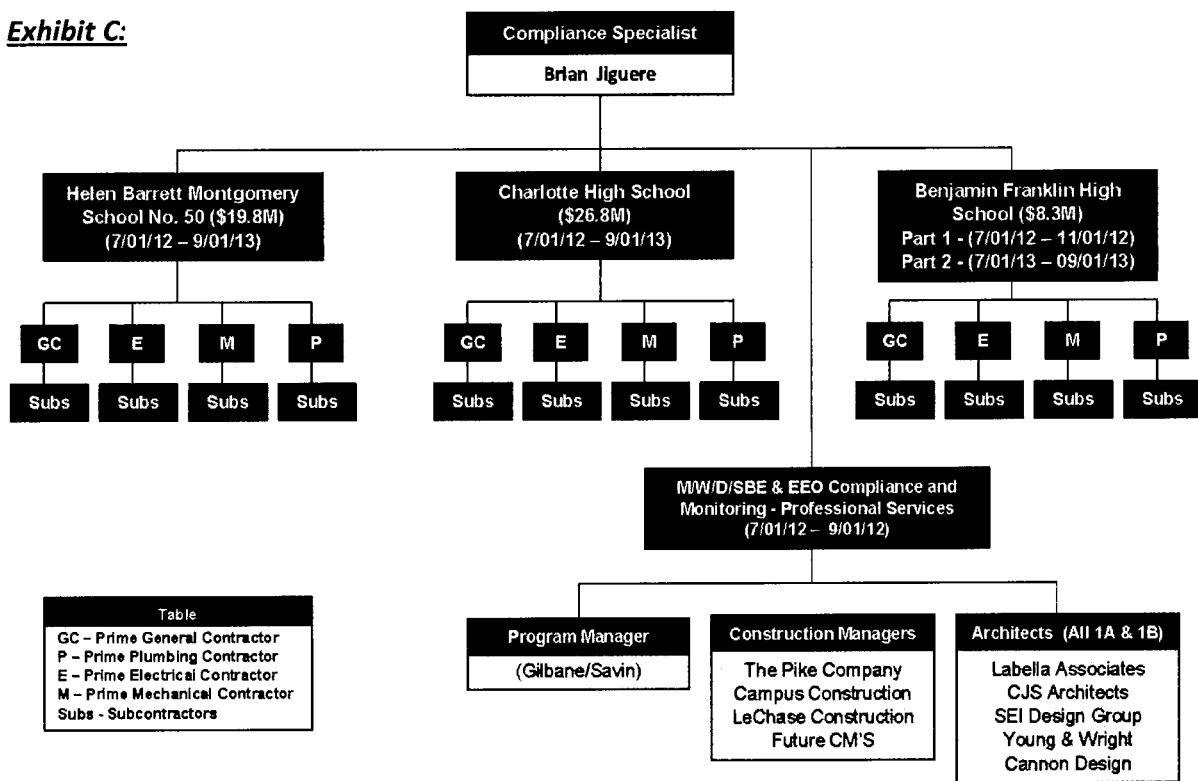 Exhibit C:
Compliance Specialist
Brian Jiguere
Helen Barrett Montgomery
School No. 50 ($19.8M)
(7/01/12 – 9/01/13)
Charlotte High School
($26.8M)
(7/01/12 – 9/01/13)
Benjamin Franklin High
School ($8.3M)
Part 1 - (7/01/12 – 11/01/12)
Part 2 - (7/01/13 – 09/01/13)
GC E M P
Subs Subs Subs Subs
GC E M P
Subs Subs Subs Subs
GC E M P
Subs Subs Subs Subs
M/W/D/SBE & EEO Compliance and
Monitoring - Professional Services
(7/01/12 – 9/01/12)
Table
GC – Prime General Contractor
P – Prime Plumbing Contractor
E – Prime Electrical Contractor
M – Prime Mechanical Contractor
Subs - Subcontractors
Program Manager
(Gilbane/Savin)
Construction Managers
The Pike Company
Campus Construction
LeChase Construction
Future CM'S
Architects (All 1A & 1B)
Labella Associates
CJS Architects
SEI Design Group
Young & Wright
Cannon Design